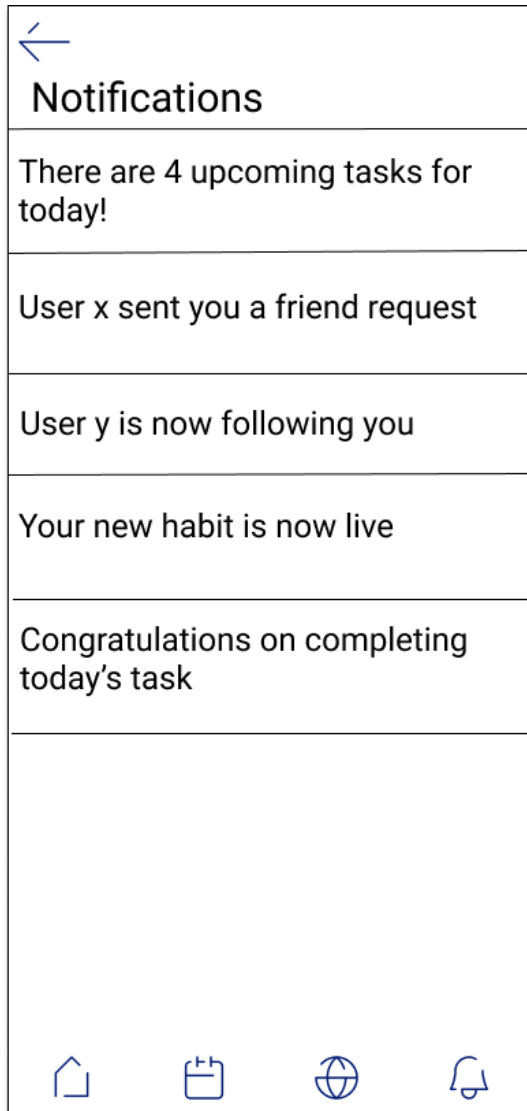 Notifications
There are 4 upcoming tasks for
today!
User x sent you a friend request
User y is now following you
Your new habit is now live
Congratulations on completing
today’s task